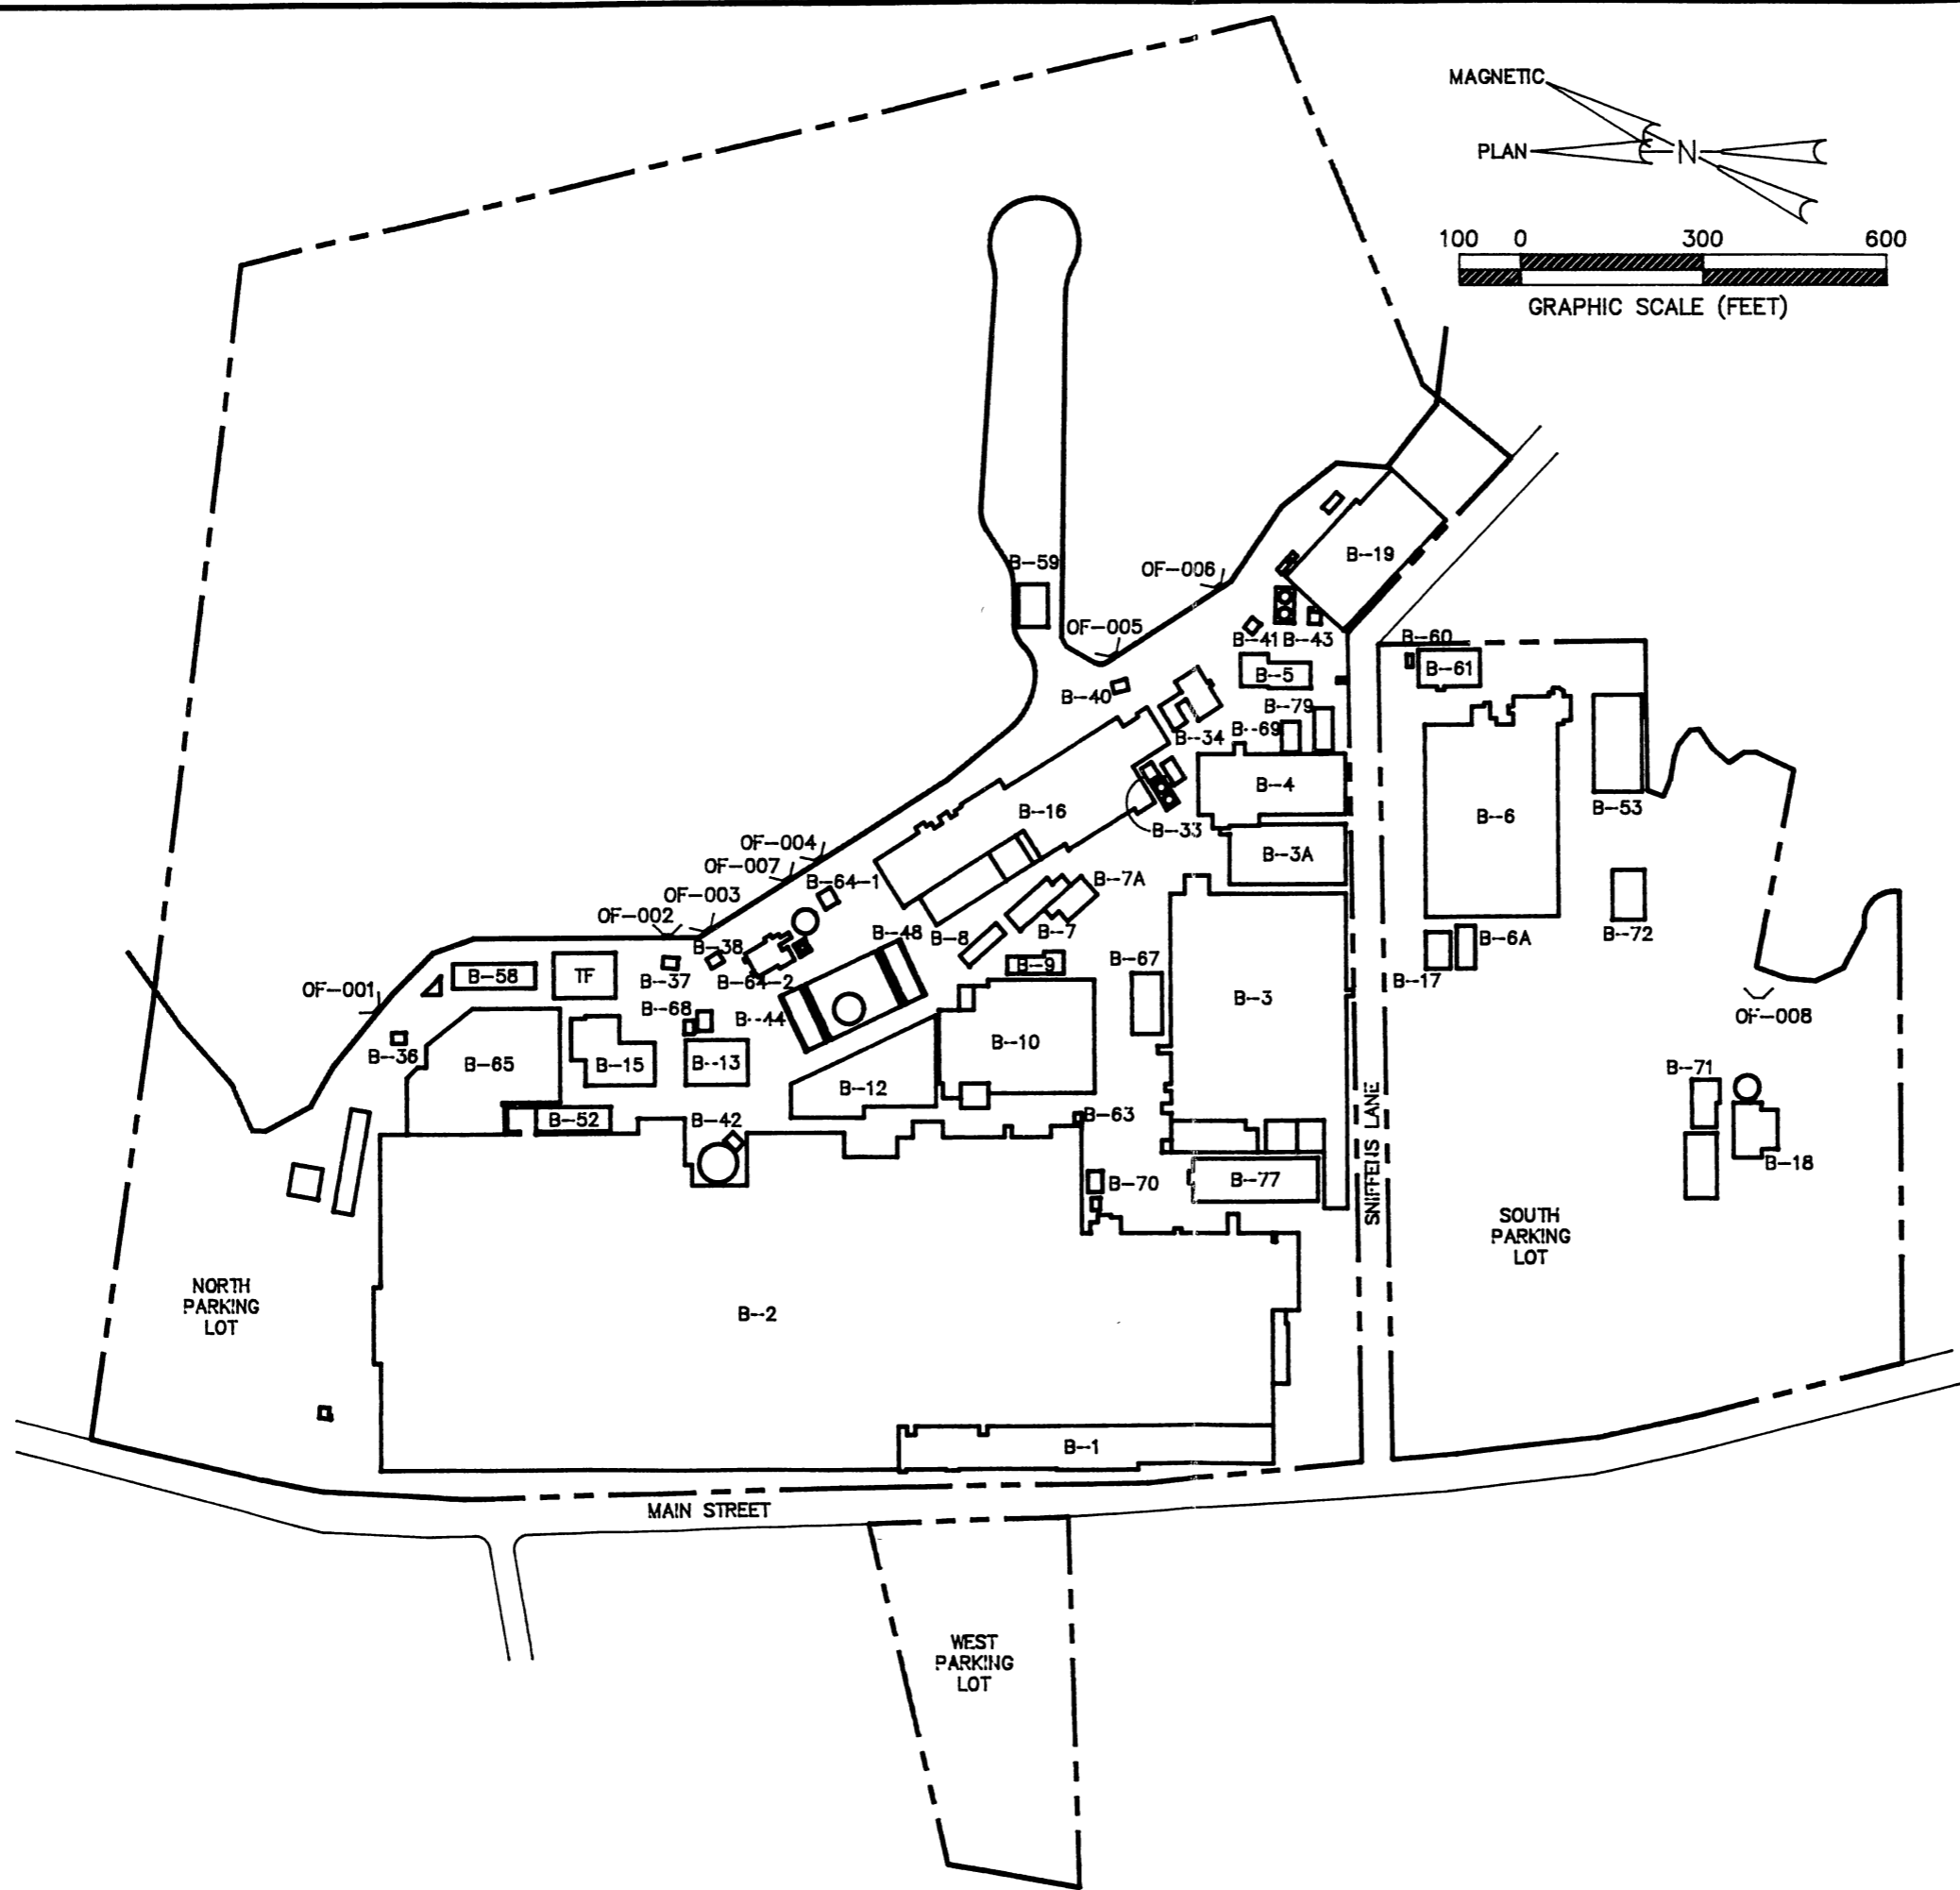 MAGNETIC
PLAN
N
100 0 300 600
GRAPHIC SCALE (FEET)
B-59
OF-006
B-19
OF-005
B-41
B-43
B-60
B-61
B-5
B-40
B-79
B-69
B-34
B-4
B-16
B-6
B-53
B-33
OF-004
B-3A
OF-007
B-64-1
B-7A
OF-003
OF-002
B-38
B-48
B-8
B-7
B-6A
B-72
B-9
B-67
B-58
TF
B-37
B-64-2
B-17
OF-001
B-3
B-68
B-44
OF-008
B-36
B-65
B-15
B-13
B-10
B-12
B-71
B-52
B-42
B-63
SNIFFENS LANE
B-18
B-70
B-77
SOUTH
PARKING
LOT
NORTH
PARKING
LOT
B-2
B-1
MAIN STREET
WEST
PARKING
LOT